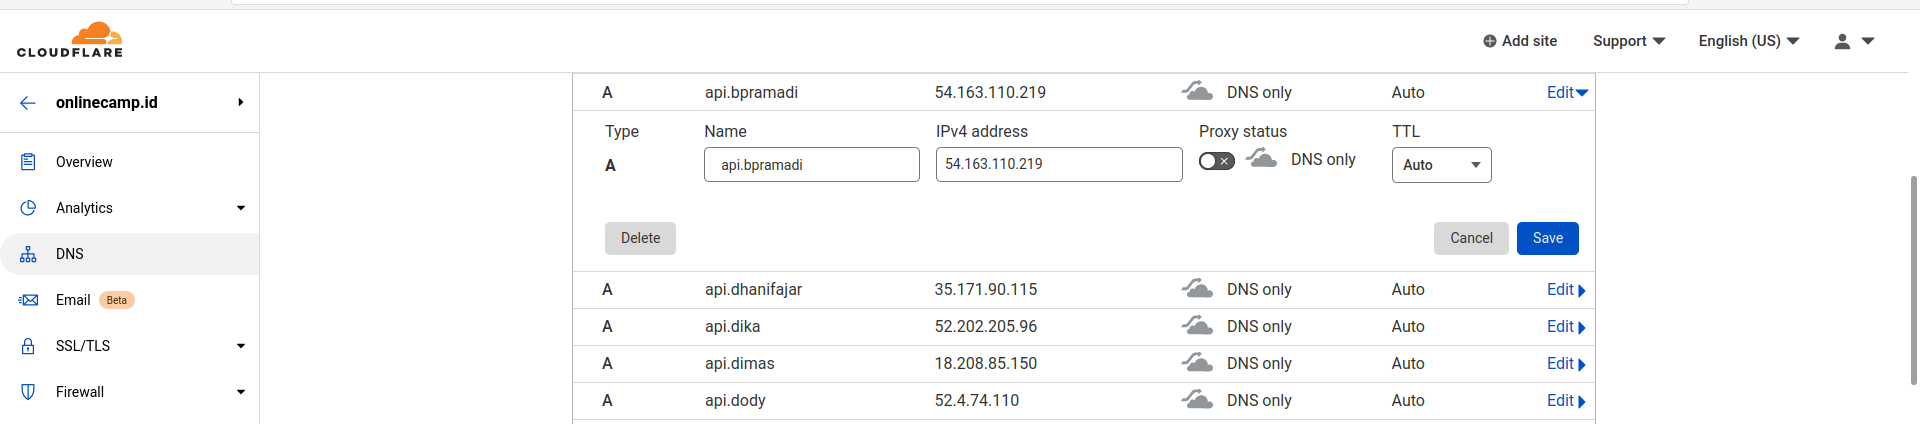 CLOUDFLARE
Add site Support English (US)
onlinecamp.id
Overview
Analytics
DNS
Email Beta
SSL/TLS
Firewall
A api.bpramadi 54.163.110.219 DNS only Auto Edit
Type Name IPv4 address Proxy status TTL
A api.bpramadi 54.163.110.219 DNS only Auto
Delete Cancel Save
A api.dhanifajar 35.171.90.115 DNS only Auto Edit
A api.dika 52.202.205.96 DNS only Auto Edit
A api.dimas 18.208.85.150 DNS only Auto Edit
A api.dody 52.4.74.110 DNS only Auto Edit